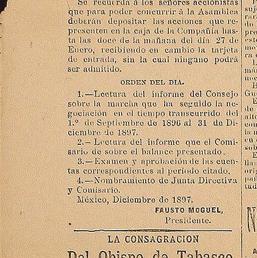 Se recuerda á los señores accionistas
que para poder concurrir á la Asamblea
deberán depositar las acciones que re-
presenten en la caja de la Compañía has-
ta las doce de la mañana del día 27 de
Enero, recibiendo en cambio la tarjeta
de entrada, sin la cual ninguno podrá
ser admitido.
ORDEN DEL DIA.
1.—Lectura del informe del Consejo
sobre la marcha que ha seguido la ne-
gociación en el tiempo transcurrido del
1.º de Septiembre de 1896 al 31 de Di-
ciembre de 1897.
2.—Lectura del informe que el Comi-
sario de sobre el balance presentado.
3.—Examen y aprobación de las cuen-
tas correspondientes al período citado.
4.—Nombramiento de Junta Directiva
y Comisario.
México, Diciembre de 1897.
FAUSTO MOGUEL,
Presidente.
LA CONSAGRACION
Del Obispo de Tabasco